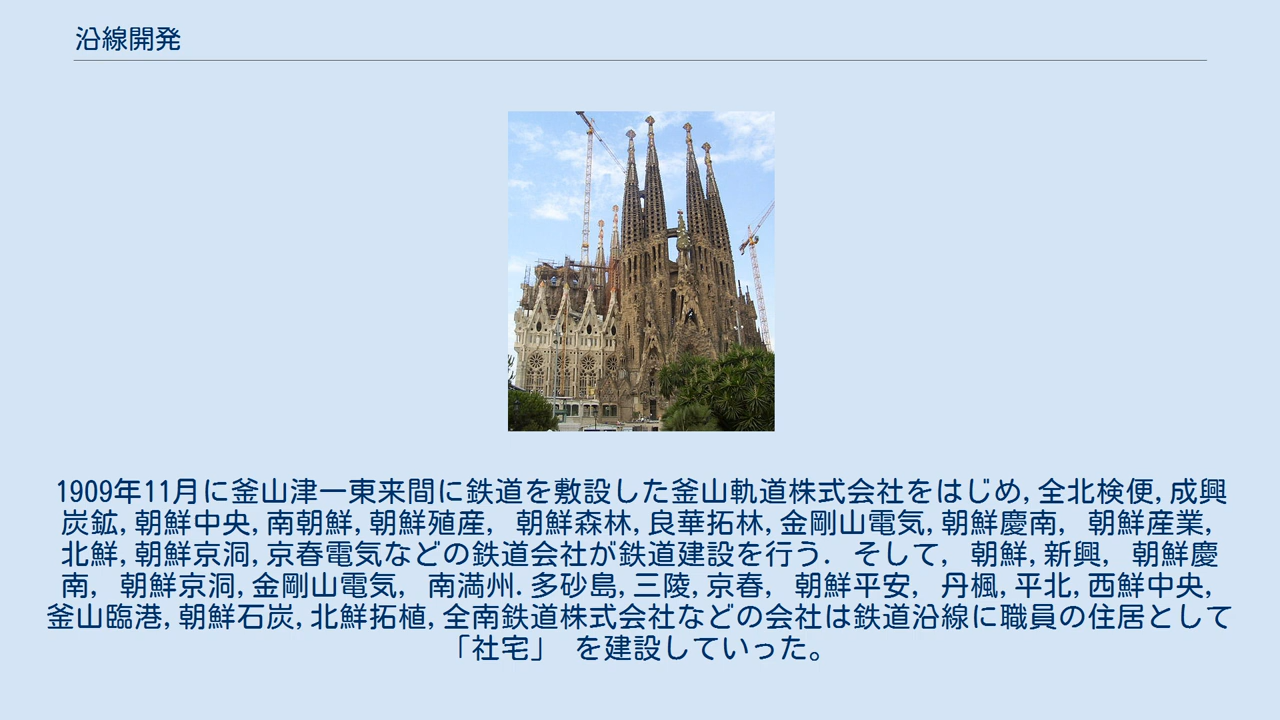 沿線開発
1909年11月に釜山津一東来間に鉄道を敷設した釜山軌道株式会社をはじめ,全北検便,成興
炭鉱,朝鮮中央,南朝鮮,朝鮮殖産, 朝鮮森林,良華拓林,金剛山電気,朝鮮慶南, 朝鮮産業,
北鮮,朝鮮京洞,京春電気などの鉄道会社が鉄道建設を行う. そして, 朝鮮,新興, 朝鮮慶
南, 朝鮮京洞,金剛山電気, 南満州.多砂島,三陵,京春, 朝鮮平安, 丹楓,平北,西鮮中央,
釜山臨港,朝鮮石炭,北鮮拓植,全南鉄道株式会社などの会社は鉄道沿線に職員の住居として
「社宅」 を建設していった。